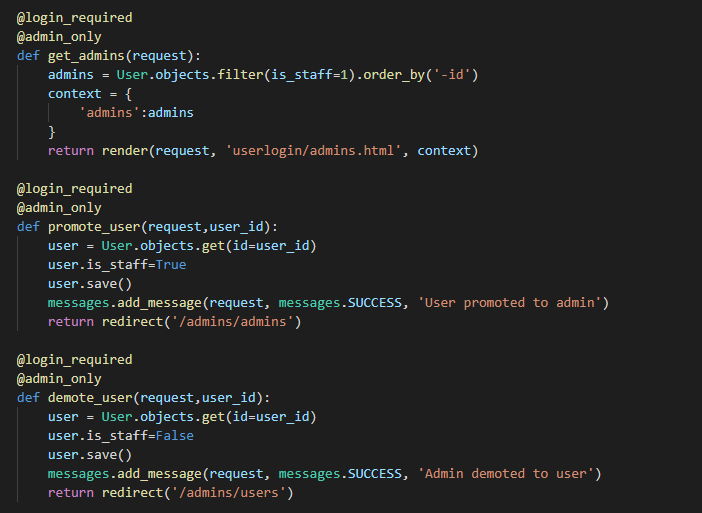 @login_required
@admin_only
def get_admins(request):
    admins = User.objects.filter(is_staff=1).order_by('-id')
    context = {
        'admins':admins
    }
    return render(request, 'userlogin/admins.html', context)
@login_required
@admin_only
def promote_user(request,user_id):
    user = User.objects.get(id=user_id)
    user.is_staff=True
    user.save()
    messages.add_message(request, messages.SUCCESS, 'User promoted to admin')
    return redirect('/admins/admins')
@login_required
@admin_only
def demote_user(request,user_id):
    user = User.objects.get(id=user_id)
    user.is_staff=False
    user.save()
    messages.add_message(request, messages.SUCCESS, 'Admin demoted to user')
    return redirect('/admins/users')